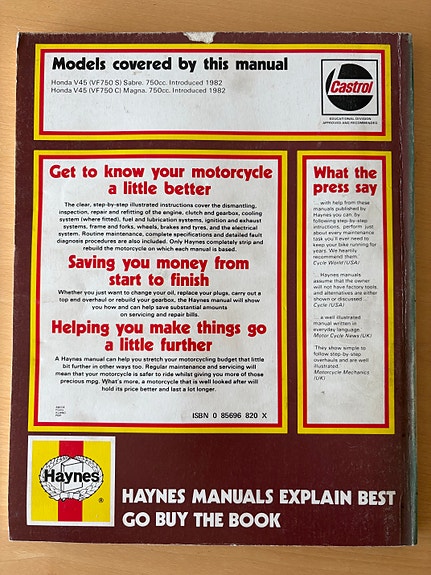 Models covered by this manual
Honda V45 (VF750 S) Sabre. 750cc. Introduced 1982
Honda V45 (VF750 C) Magna. 750cc. Introduced 1982
Castrol
EDUCATIONAL DIVISION
APPROVED AND RECOMMENDED
Get to know your motorcycle
a little better
The clear, step-by-step illustrated instructions cover the dismantling,
inspection, repair and refitting of the engine, clutch and gearbox, cooling
system (where fitted), fuel and lubrication systems, ignition and exhaust
systems, frame and forks, wheels, brakes and tyres, and the electrical
system. Routine maintenance, complete specifications and detailed fault
diagnosis procedures are also included. Only Haynes completely strip and
rebuild the motorcycle on which each manual is based.
Saving you money from
start to finish
Whether you just want to change your oil, replace your plugs, carry out a
top end overhaul or rebuild your gearbox, the Haynes manual will show
you how and can help save substantial amounts
on servicing and repair bills.
Helping you make things go
a little further
A Haynes manual can help you stretch your motorcycling budget that little
bit further in other ways too. Regular maintenance and servicing will
mean that your motorcycle is safer to ride whilst giving you more of those
precious mpg. What's more, a motorcycle that is well looked after will
hold its price better and last a lot longer.
ISBN 0 85696 820 X
What the
press say
...with help from these
manuals published by
Haynes you can, by
following step-by-step
intructions, perform just
about every maintenance
task you'll ever need to
keep your bike running for
years. We heartily
recommend them.
Cycle World (USA)
...Haynes manuals
assume that the owner
will not have factory tools,
and alternatives are either
shown or discussed...
Cycle (USA)
...a well illustrated
manual written in
everyday language.
Motor Cycle News (UK)
...They show simple to
follow step-by-step
overhauls and are well
illustrated.
Motorcycle Mechanics
(UK)
Haynes
®
HAYNES MANUALS EXPLAIN BEST
GO BUY THE BOOK